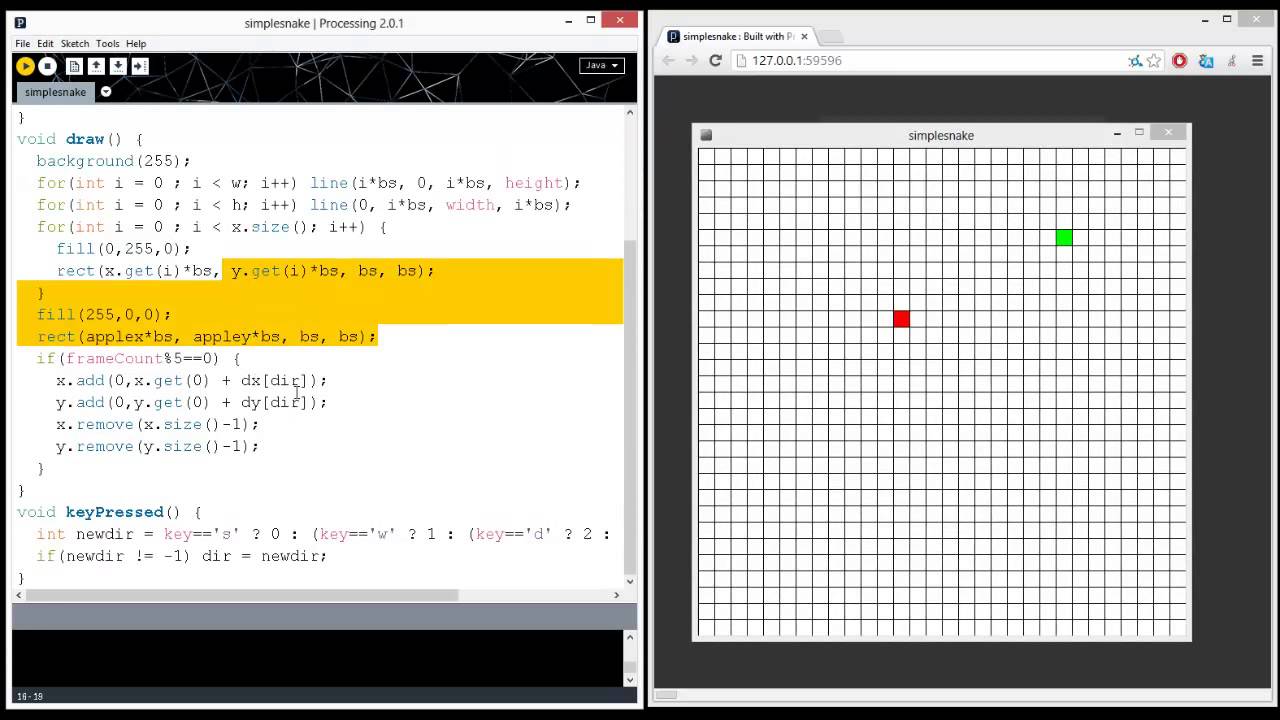 simplesnake | Processing 2.0.1
File Edit Sketch Tools Help
Java
simplesnake
}
void draw() {
background(255);
for(int i = 0 ; i < w; i++) line(i*bs, 0, i*bs, height);
for(int i = 0 ; i < h; i++) line(0, i*bs, width, i*bs);
for(int i = 0 ; i < x.size(); i++) {
fill(0,255,0);
rect(x.get(i)*bs, y.get(i)*bs, bs, bs);
}
fill(255,0,0);
rect(applex*bs, appley*bs, bs, bs);
if(frameCount%5==0) {
x.add(0,x.get(0) + dx[dir]);
y.add(0,y.get(0) + dy[dir]);
x.remove(x.size()-1);
y.remove(y.size()-1);
}
}
void keyPressed() {
int newdir = key=='s' ? 0 : (key=='w' ? 1 : (key=='d' ? 2 :
if(newdir != -1) dir = newdir;
}
16 - 19
simplesnake : Built with Pr
127.0.0.1:59596
simplesnake